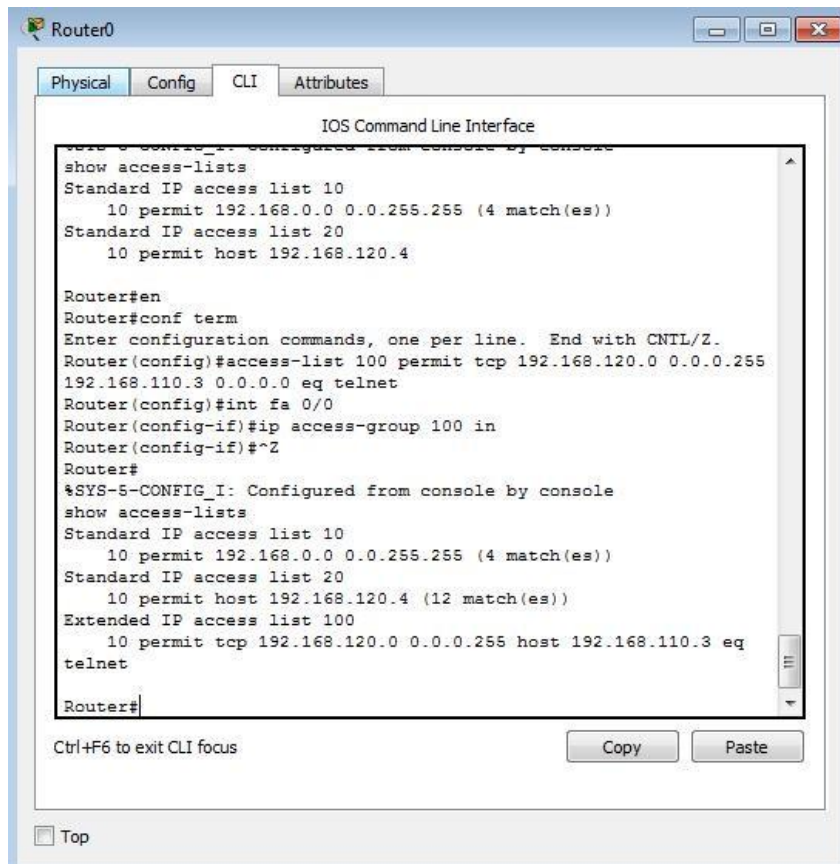 Router0
Physical Config CLI Attributes
IOS Command Line Interface
%SYS-5-CONFIG_I: Configured from console by console
show access-lists
Standard IP access list 10
10 permit 192.168.0.0 0.0.255.255 (4 match(es))
Standard IP access list 20
10 permit host 192.168.120.4
Router#en
Router#conf term
Enter configuration commands, one per line. End with CNTL/Z.
Router(config)#access-list 100 permit tcp 192.168.120.0 0.0.0.255
192.168.110.3 0.0.0.0 eq telnet
Router(config)#int fa 0/0
Router(config-if)#ip access-group 100 in
Router(config-if)#^Z
Router#
%SYS-5-CONFIG_I: Configured from console by console
show access-lists
Standard IP access list 10
10 permit 192.168.0.0 0.0.255.255 (4 match(es))
Standard IP access list 20
10 permit host 192.168.120.4 (12 match(es))
Extended IP access list 100
10 permit tcp 192.168.120.0 0.0.0.255 host 192.168.110.3 eq
telnet
Router#
Ctrl+F6 to exit CLI focus
Copy Paste
Top